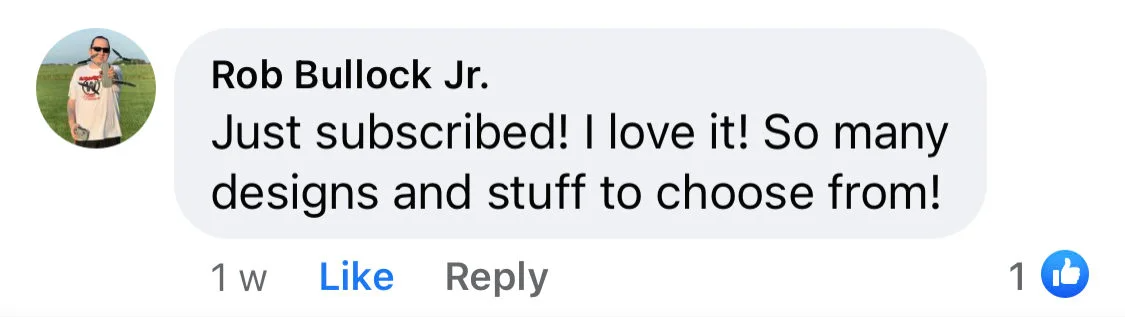 Rob Bullock Jr.
Just subscribed! I love it! So many
designs and stuff to choose from!
1 w Like Reply 1